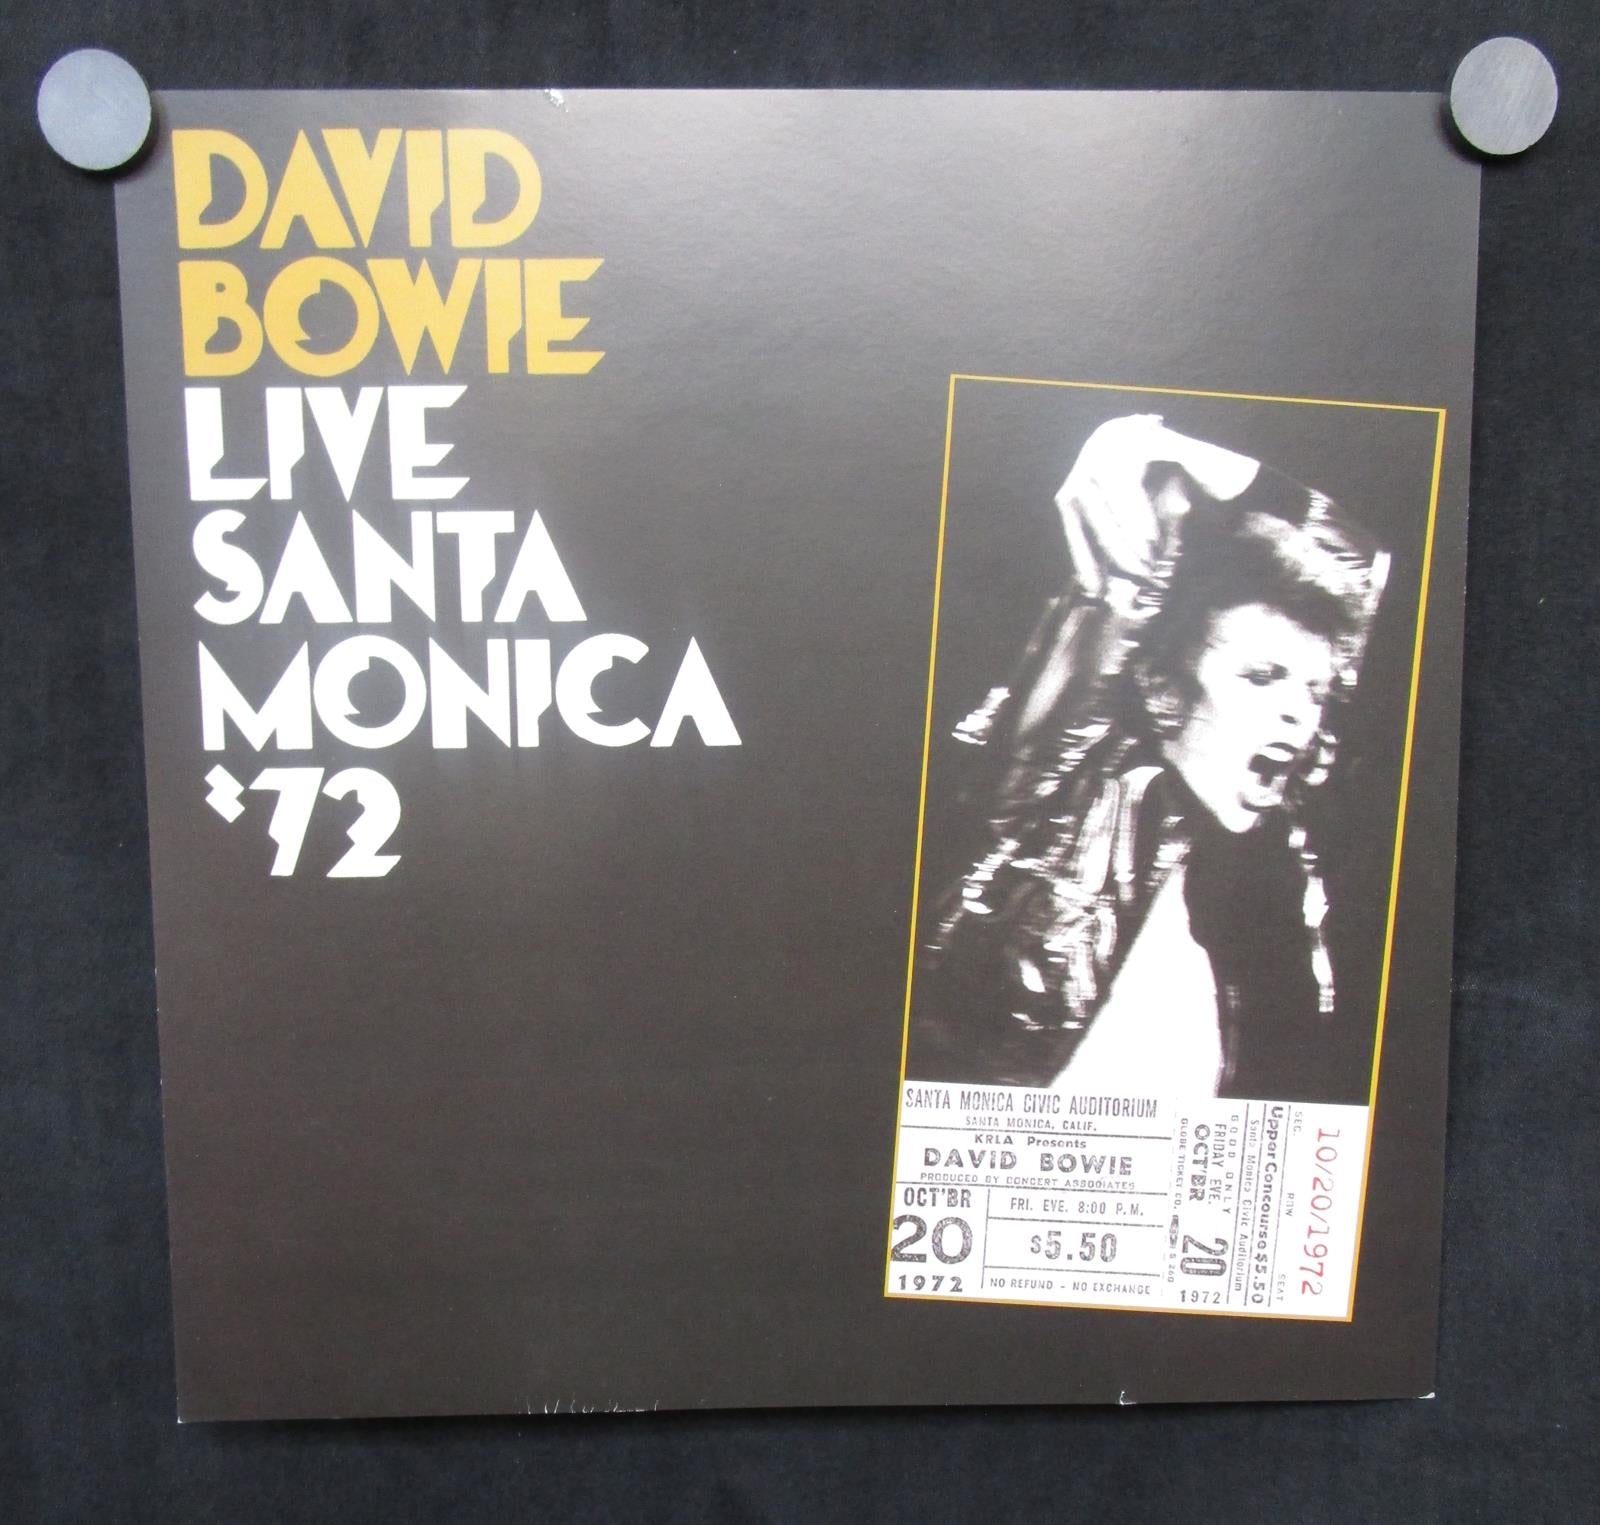 DAVID
BOWIE
LIVE
SANTA
MONICA
'72
SANTA MONICA CIVIC AUDITORIUM
SANTA MONICA, CALIF.
KRLA Presents
DAVID BOWIE
PRODUCED BY CONCERT ASSOCIATES
OCT'BR
20
1972
FRI. EVE. 8:00 P.M.
$5.50
NO REFUND - NO EXCHANGE
GLOBE TICKET CO.
OCT'BR 20 1972
FRIDAY EVE.
GOOD ONLY
Santa Monica Civic Auditorium
Upper Concourse $5.50
SEC. ROW SEAT
10/20/1972